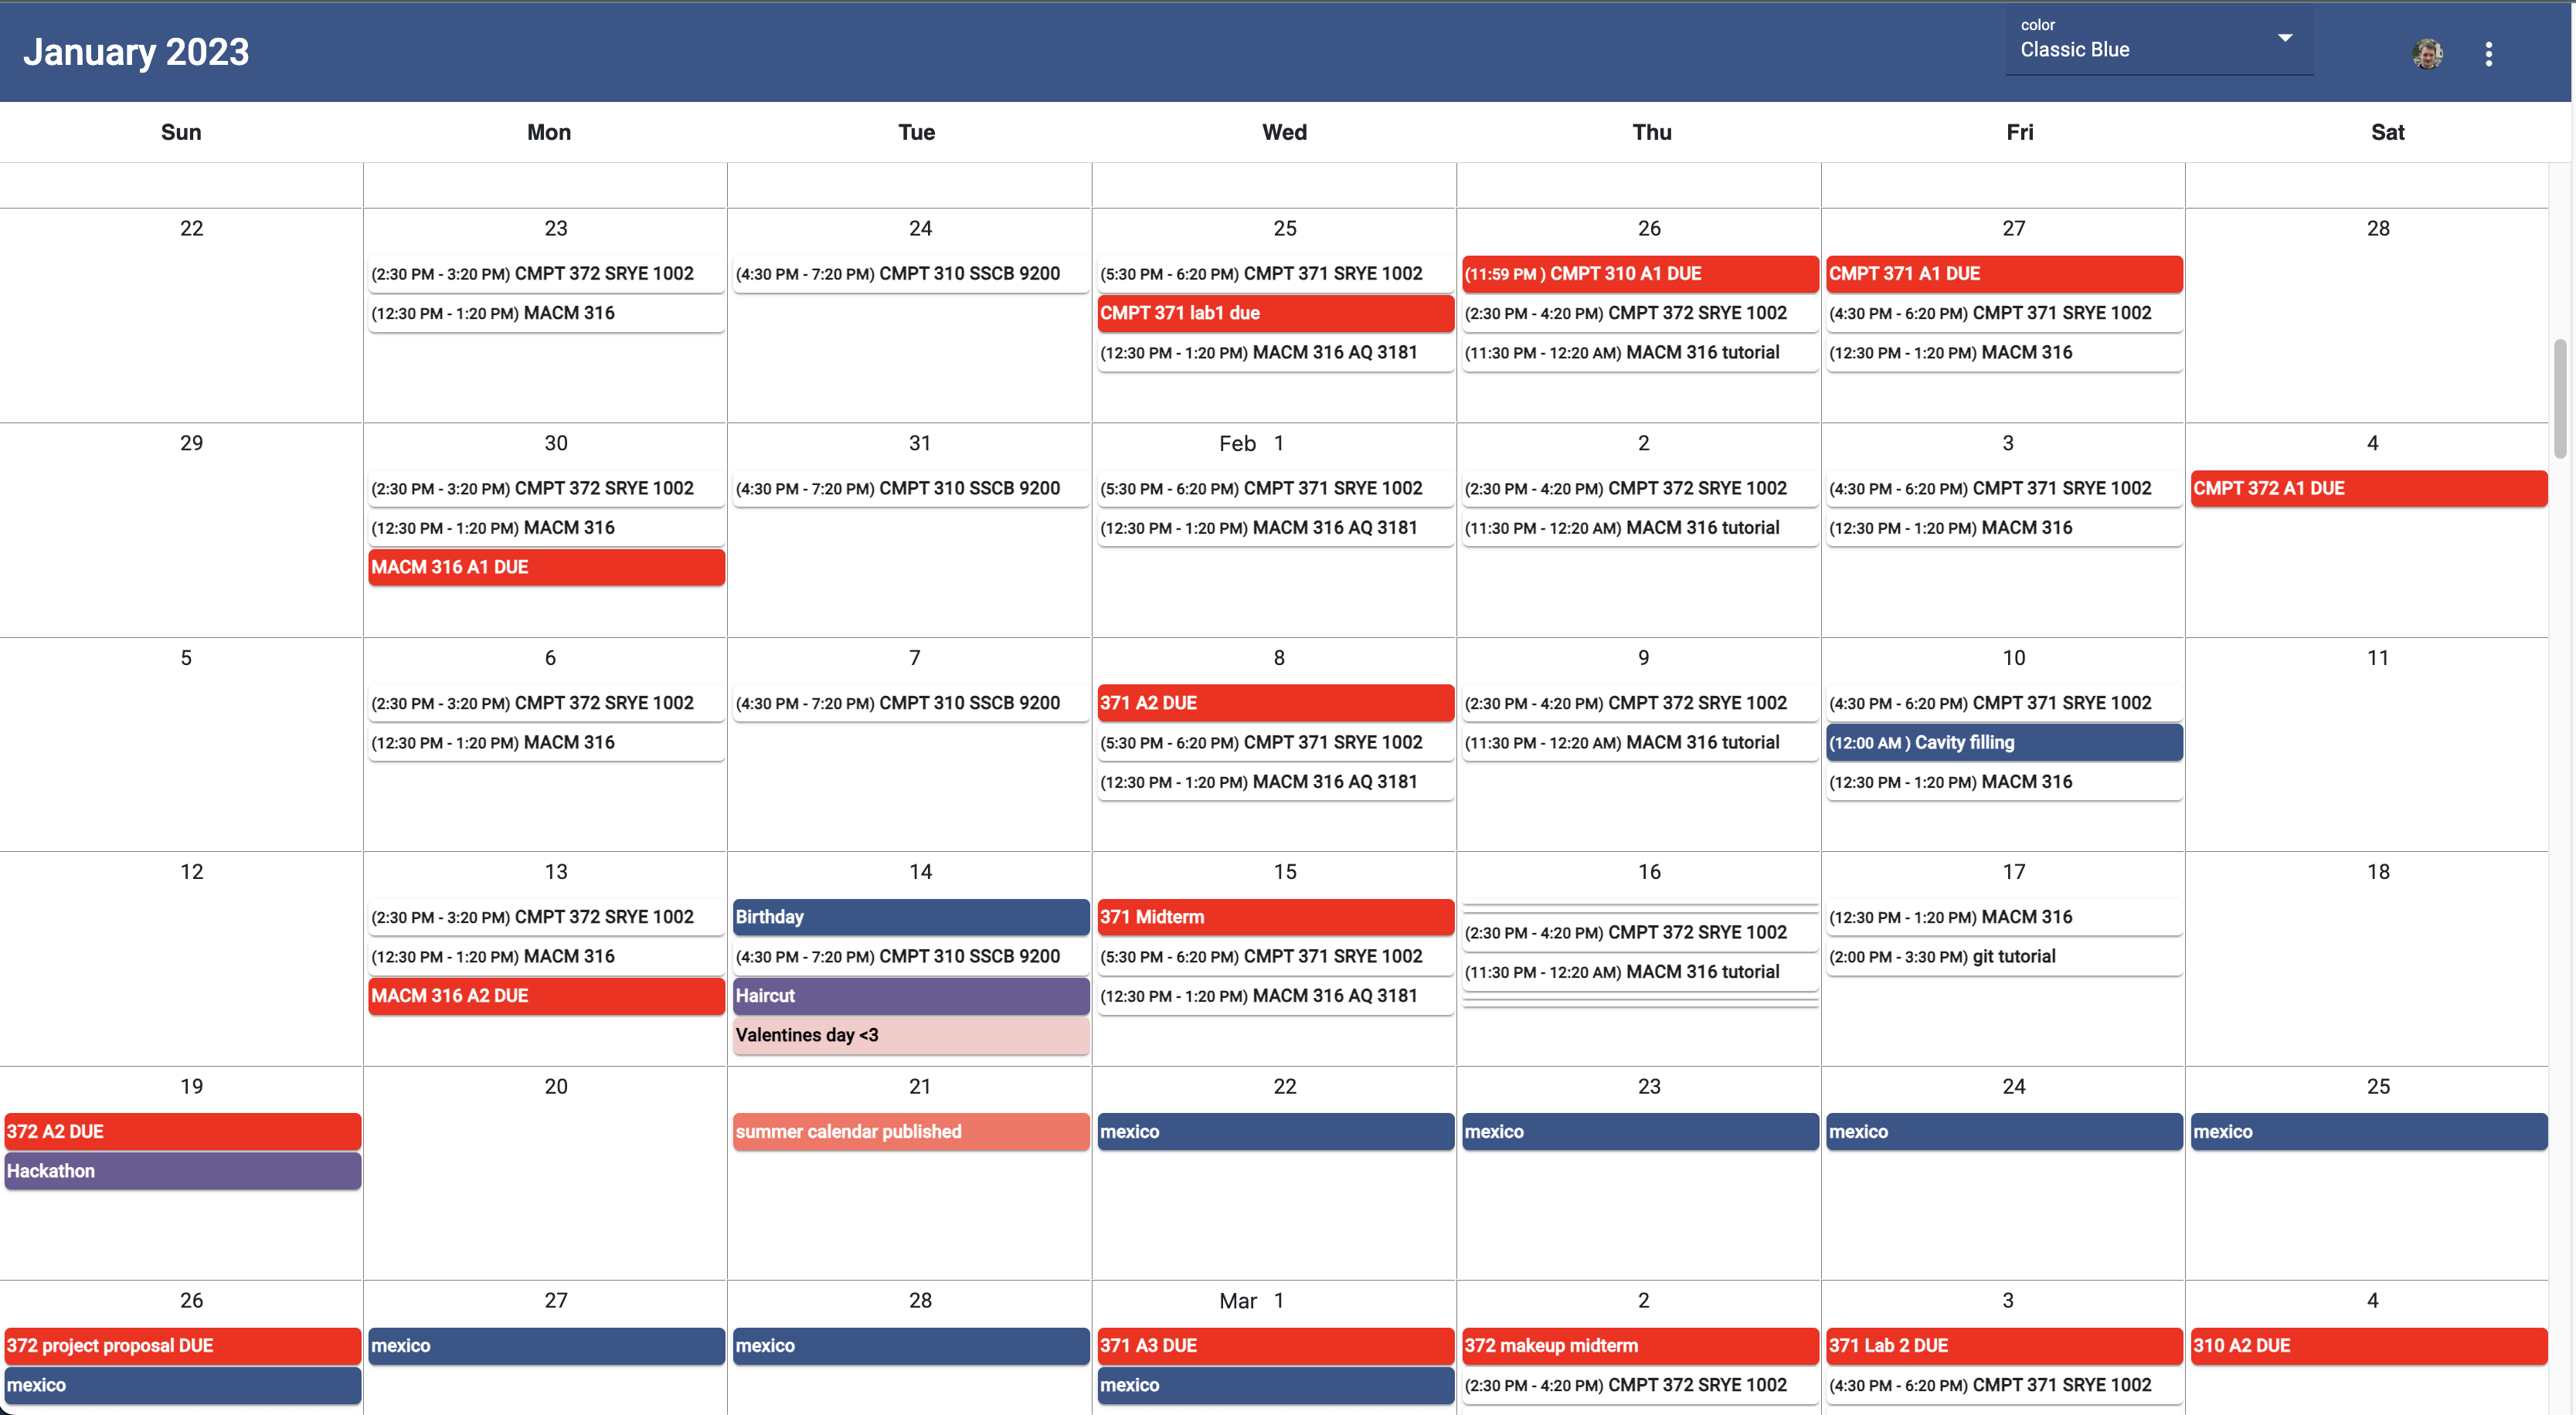 January 2023
color
Classic Blue
Sun Mon Tue Wed Thu Fri Sat
22 23 24 25 26 27 28
(2:30 PM - 3:20 PM) CMPT 372 SRYE 1002
(12:30 PM - 1:20 PM) MACM 316
(4:30 PM - 7:20 PM) CMPT 310 SSCB 9200
(5:30 PM - 6:20 PM) CMPT 371 SRYE 1002
CMPT 371 lab1 due
(12:30 PM - 1:20 PM) MACM 316 AQ 3181
(11:59 PM ) CMPT 310 A1 DUE
(2:30 PM - 4:20 PM) CMPT 372 SRYE 1002
(11:30 PM - 12:20 AM) MACM 316 tutorial
CMPT 371 A1 DUE
(4:30 PM - 6:20 PM) CMPT 371 SRYE 1002
(12:30 PM - 1:20 PM) MACM 316
29 30 31 Feb 1 2 3 4
(2:30 PM - 3:20 PM) CMPT 372 SRYE 1002
(12:30 PM - 1:20 PM) MACM 316
MACM 316 A1 DUE
(4:30 PM - 7:20 PM) CMPT 310 SSCB 9200
(5:30 PM - 6:20 PM) CMPT 371 SRYE 1002
(12:30 PM - 1:20 PM) MACM 316 AQ 3181
(2:30 PM - 4:20 PM) CMPT 372 SRYE 1002
(11:30 PM - 12:20 AM) MACM 316 tutorial
(4:30 PM - 6:20 PM) CMPT 371 SRYE 1002
(12:30 PM - 1:20 PM) MACM 316
CMPT 372 A1 DUE
5 6 7 8 9 10 11
(2:30 PM - 3:20 PM) CMPT 372 SRYE 1002
(12:30 PM - 1:20 PM) MACM 316
(4:30 PM - 7:20 PM) CMPT 310 SSCB 9200
371 A2 DUE
(5:30 PM - 6:20 PM) CMPT 371 SRYE 1002
(12:30 PM - 1:20 PM) MACM 316 AQ 3181
(2:30 PM - 4:20 PM) CMPT 372 SRYE 1002
(11:30 PM - 12:20 AM) MACM 316 tutorial
(4:30 PM - 6:20 PM) CMPT 371 SRYE 1002
(12:00 AM ) Cavity filling
(12:30 PM - 1:20 PM) MACM 316
12 13 14 15 16 17 18
(2:30 PM - 3:20 PM) CMPT 372 SRYE 1002
(12:30 PM - 1:20 PM) MACM 316
MACM 316 A2 DUE
Birthday
(4:30 PM - 7:20 PM) CMPT 310 SSCB 9200
Haircut
Valentines day <3
371 Midterm
(5:30 PM - 6:20 PM) CMPT 371 SRYE 1002
(12:30 PM - 1:20 PM) MACM 316 AQ 3181
(2:30 PM - 4:20 PM) CMPT 372 SRYE 1002
(11:30 PM - 12:20 AM) MACM 316 tutorial
(12:30 PM - 1:20 PM) MACM 316
(2:00 PM - 3:30 PM) git tutorial
19 20 21 22 23 24 25
372 A2 DUE
Hackathon
summer calendar published
mexico
mexico
mexico
mexico
26 27 28 Mar 1 2 3 4
372 project proposal DUE
mexico
mexico
mexico
371 A3 DUE
mexico
372 makeup midterm
(2:30 PM - 4:20 PM) CMPT 372 SRYE 1002
371 Lab 2 DUE
(4:30 PM - 6:20 PM) CMPT 371 SRYE 1002
310 A2 DUE